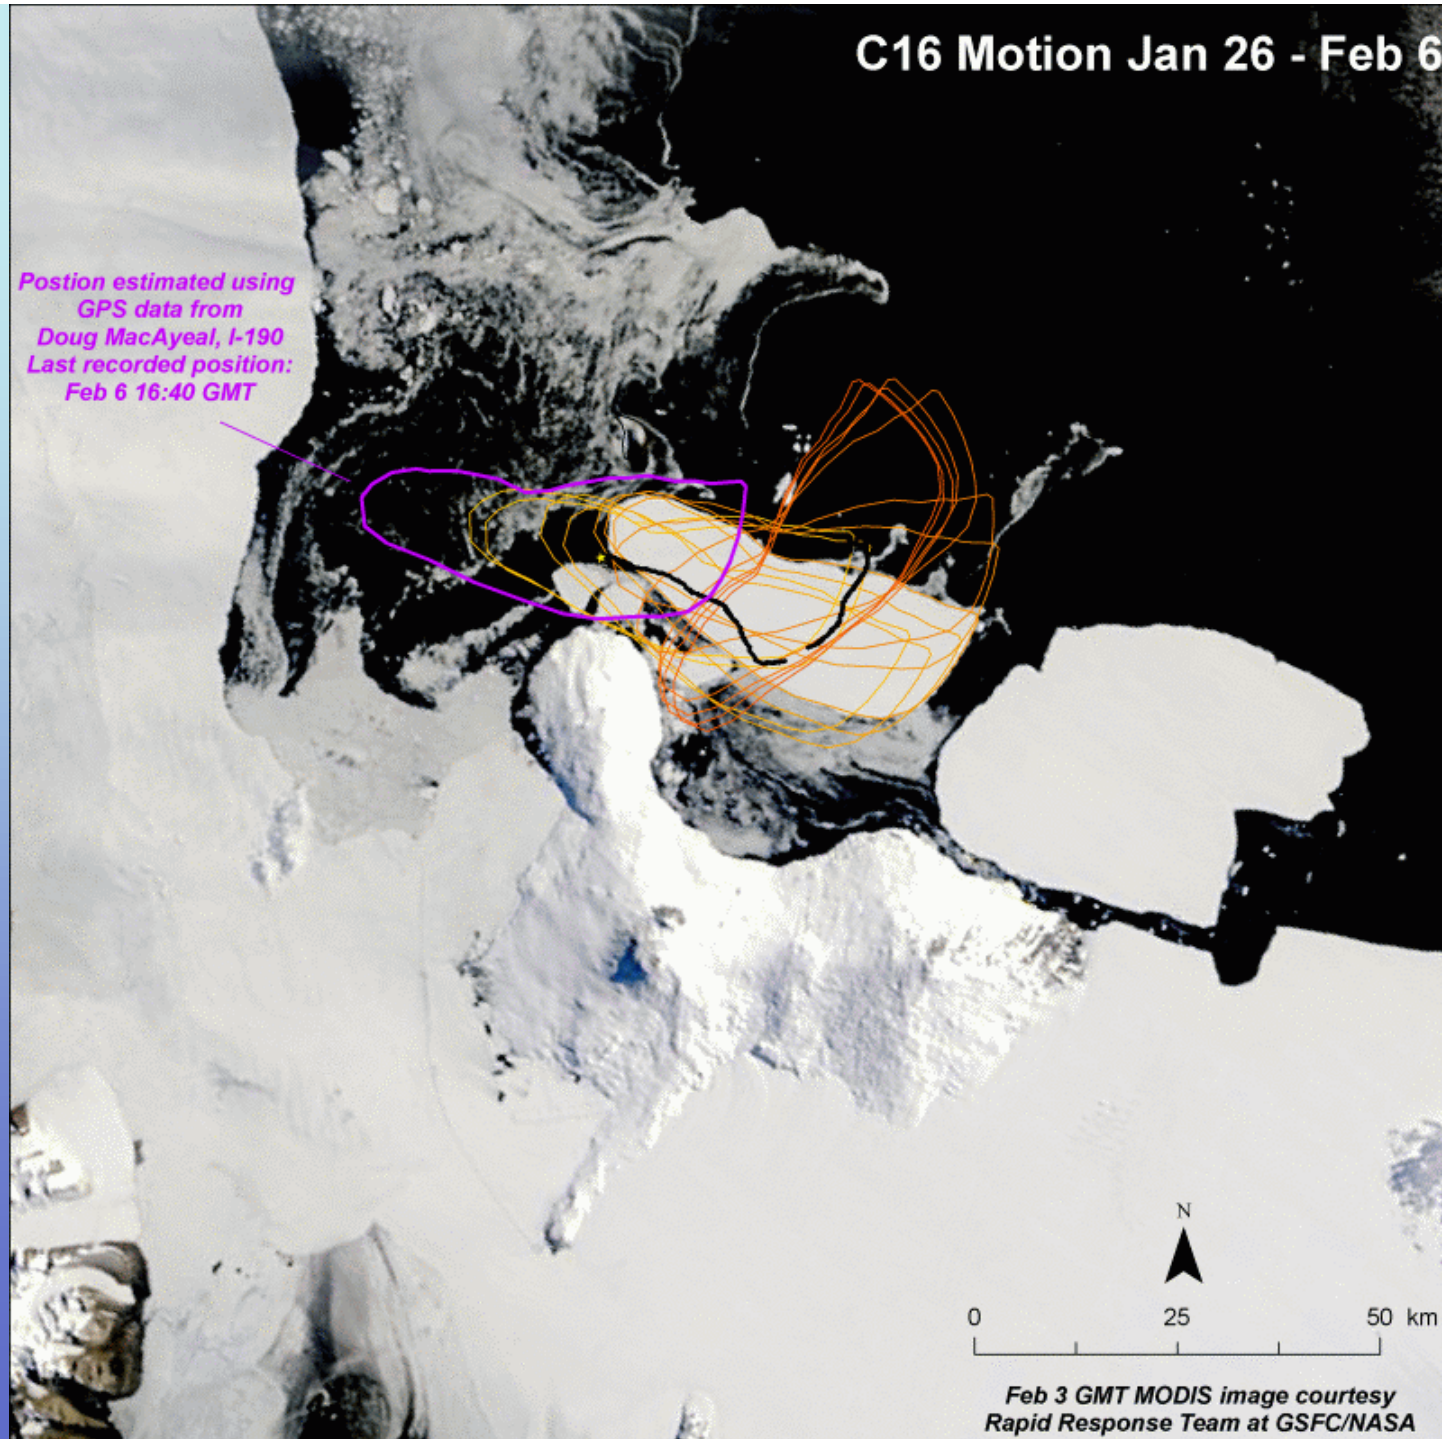 C16 Motion Jan 26 - Feb 6
Postion estimated using
GPS data from
Doug MacAyeal, I-190
Last recorded position:
Feb 6 16:40 GMT
N
0 25 50 km
Feb 3 GMT MODIS image courtesy
Rapid Response Team at GSFC/NASA